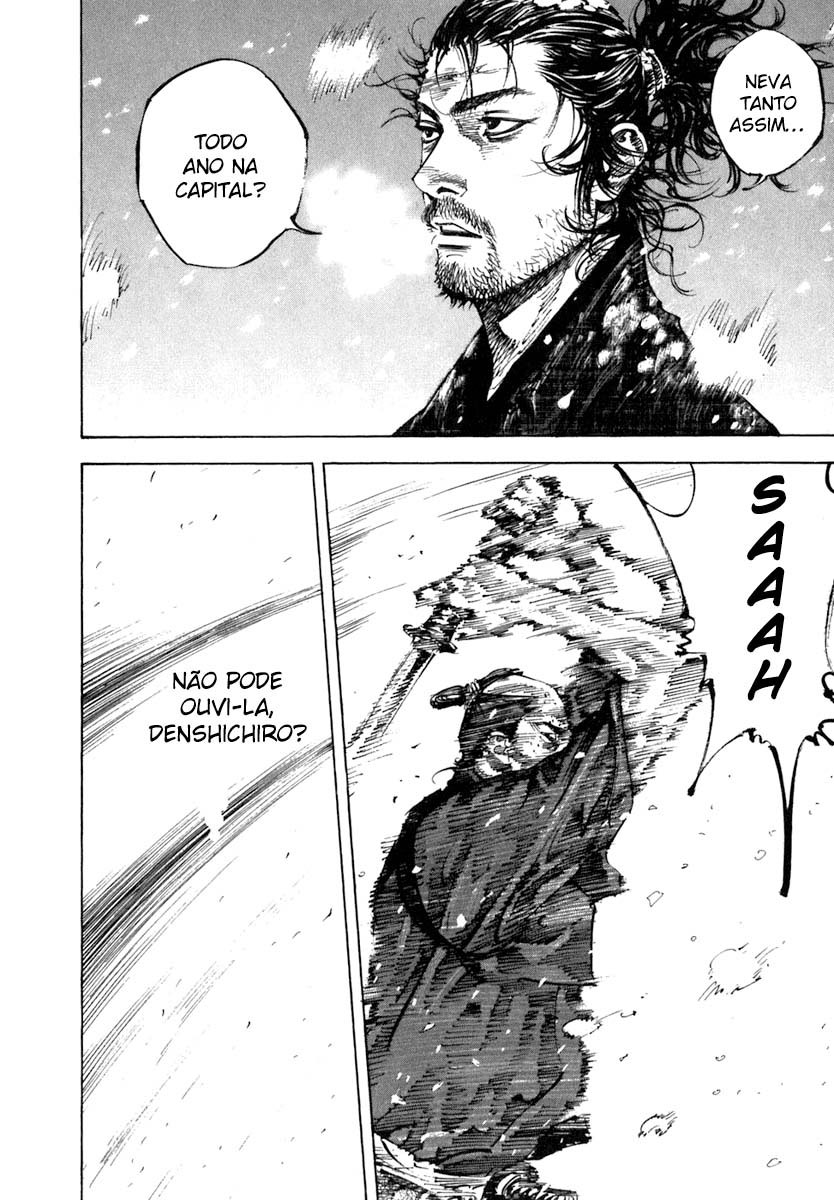 NEVA
TANTO
ASSIM...
TODO
ANO NA
CAPITAL?
SAAAH
NÃO PODE
OUVI-LA,
DENSHICHIRO?